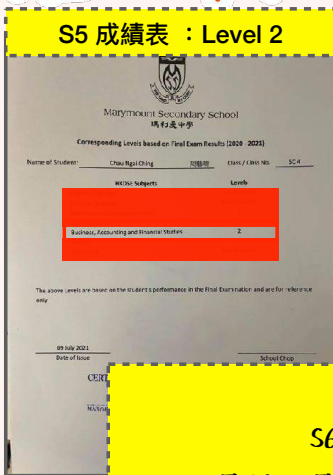 S5 成績表 ：Level 2
Marymount Secondary School
瑪利曼中學
Corresponding Levels based on Final Exam Results (2020 - 2021)
Name of Student: Chau Ngai Ching Class / Class No. 5C 4
HKDSE Subjects Levels
Business, Accounting and Financial Studies 2
The above Levels are based on the student's performance in the Final Examination and are for reference
only
09 July 2021
Date of Issue School Chop
CERT
S6